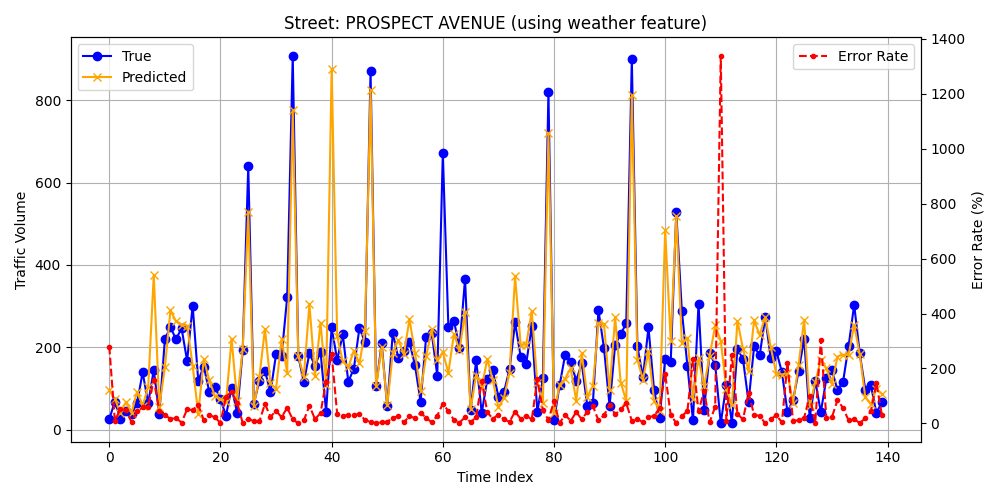 Street: PROSPECT AVENUE (using weather feature)
True
Predicted
Error Rate
Traffic Volume
0
200
400
600
800
Error Rate (%)
0
200
400
600
800
1000
1200
1400
0 20 40 60 80 100 120 140
Time Index